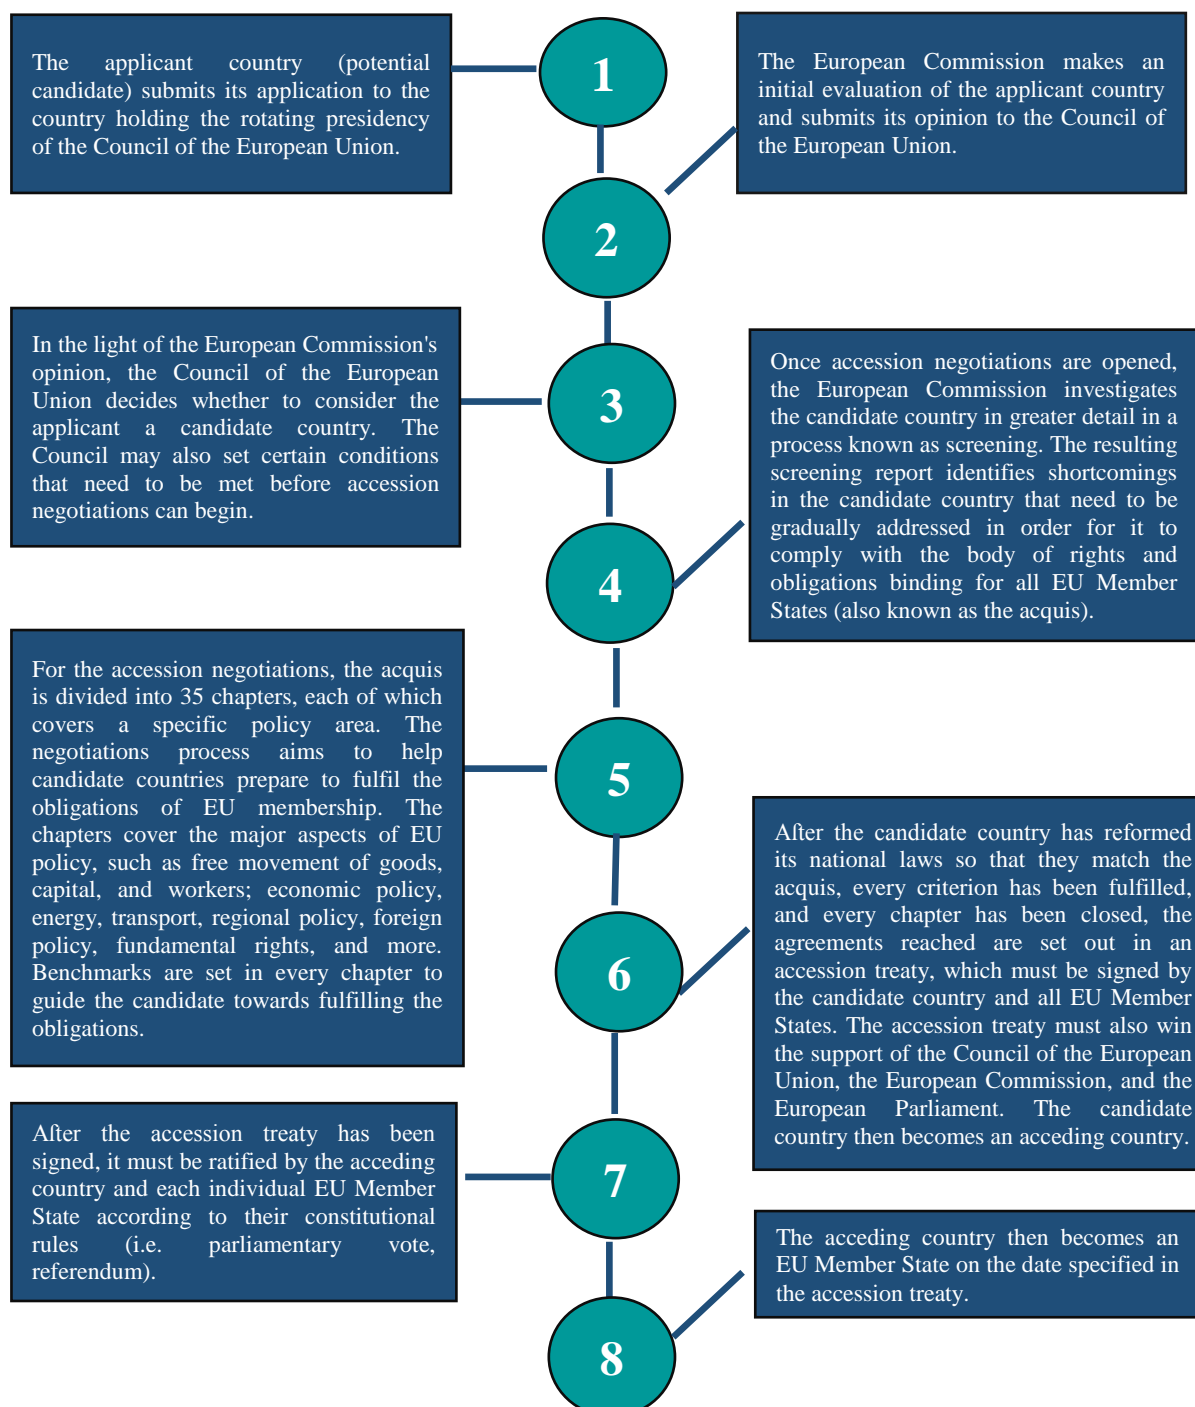 1
The applicant country (potential
candidate) submits its application to the
country holding the rotating presidency
of the Council of the European Union.
2
The European Commission makes an
initial evaluation of the applicant country
and submits its opinion to the Council of
the European Union.
3
In the light of the European Commission's
opinion, the Council of the European
Union decides whether to consider the
applicant a candidate country. The
Council may also set certain conditions
that need to be met before accession
negotiations can begin.
4
Once accession negotiations are opened,
the European Commission investigates
the candidate country in greater detail in a
process known as screening. The resulting
screening report identifies shortcomings
in the candidate country that need to be
gradually addressed in order for it to
comply with the body of rights and
obligations binding for all EU Member
States (also known as the acquis).
5
For the accession negotiations, the acquis
is divided into 35 chapters, each of which
covers a specific policy area. The
negotiations process aims to help
candidate countries prepare to fulfil the
obligations of EU membership. The
chapters cover the major aspects of EU
policy, such as free movement of goods,
capital, and workers; economic policy,
energy, transport, regional policy, foreign
policy, fundamental rights, and more.
Benchmarks are set in every chapter to
guide the candidate towards fulfilling the
obligations.
6
After the candidate country has reformed
its national laws so that they match the
acquis, every criterion has been fulfilled,
and every chapter has been closed, the
agreements reached are set out in an
accession treaty, which must be signed by
the candidate country and all EU Member
States. The accession treaty must also win
the support of the Council of the European
Union, the European Commission, and the
European Parliament. The candidate
country then becomes an acceding country.
7
After the accession treaty has been
signed, it must be ratified by the acceding
country and each individual EU Member
State according to their constitutional
rules (i.e. parliamentary vote,
referendum).
8
The acceding country then becomes an
EU Member State on the date specified in
the accession treaty.